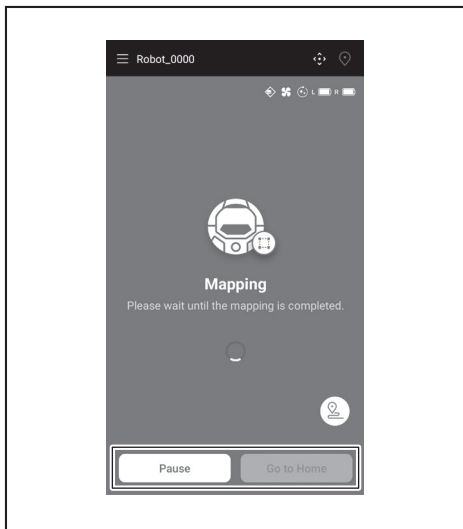 Robot_0000
L R
Mapping
Please wait until the mapping is completed.
Pause Go to Home